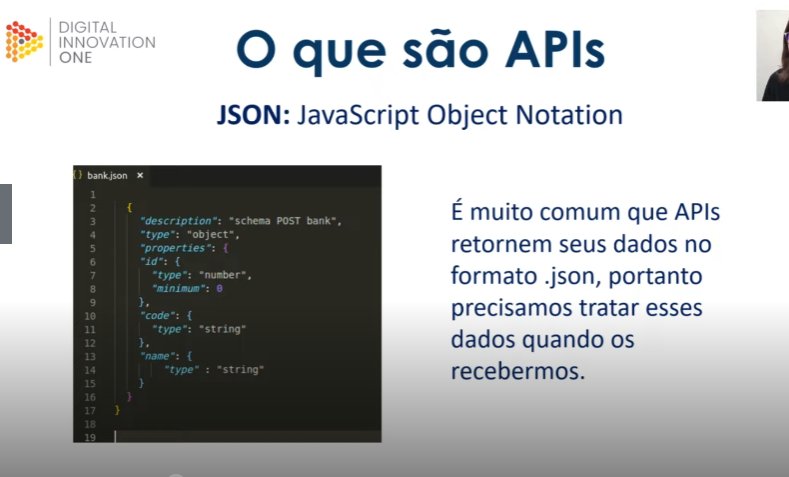 DIGITAL
INNOVATION
ONE
O que são APIs
JSON: JavaScript Object Notation
{} bank.json ×
1
2 {
3 "description": "schema POST bank",
4 "type": "object",
5 "properties": {
6 "id": {
7 "type": "number",
8 "minimum": 0
9 },
10 "code": {
11 "type": "string"
12 },
13 "name": {
14 "type" : "string"
15 }
16 }
17 }
18
19
É muito comum que APIs
retornem seus dados no
formato .json, portanto
precisamos tratar esses
dados quando os
recebermos.